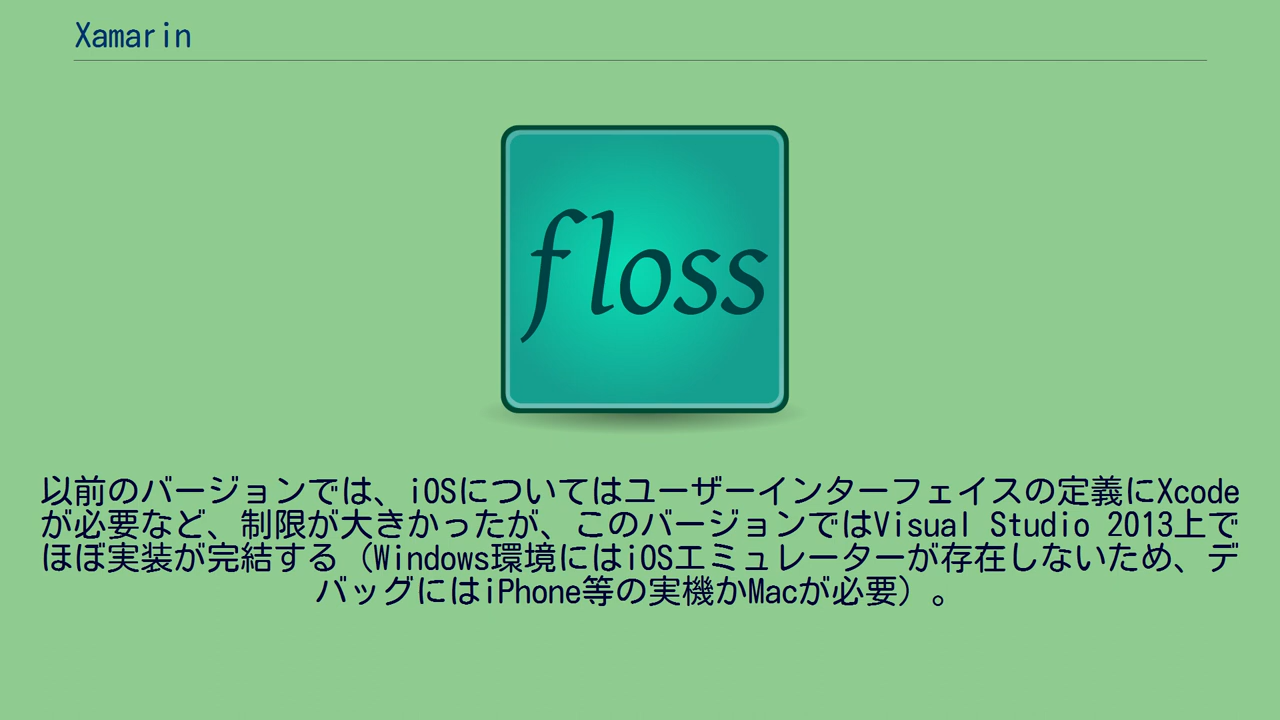 Xamarin
floss
以前のバージョンでは、iOSについてはユーザーインターフェイスの定義にXcode
が必要など、制限が大きかったが、このバージョンではVisual Studio 2013上で
ほぼ実装が完結する（Windows環境にはiOSエミュレーターが存在しないため、デ
バッグにはiPhone等の実機かMacが必要）。